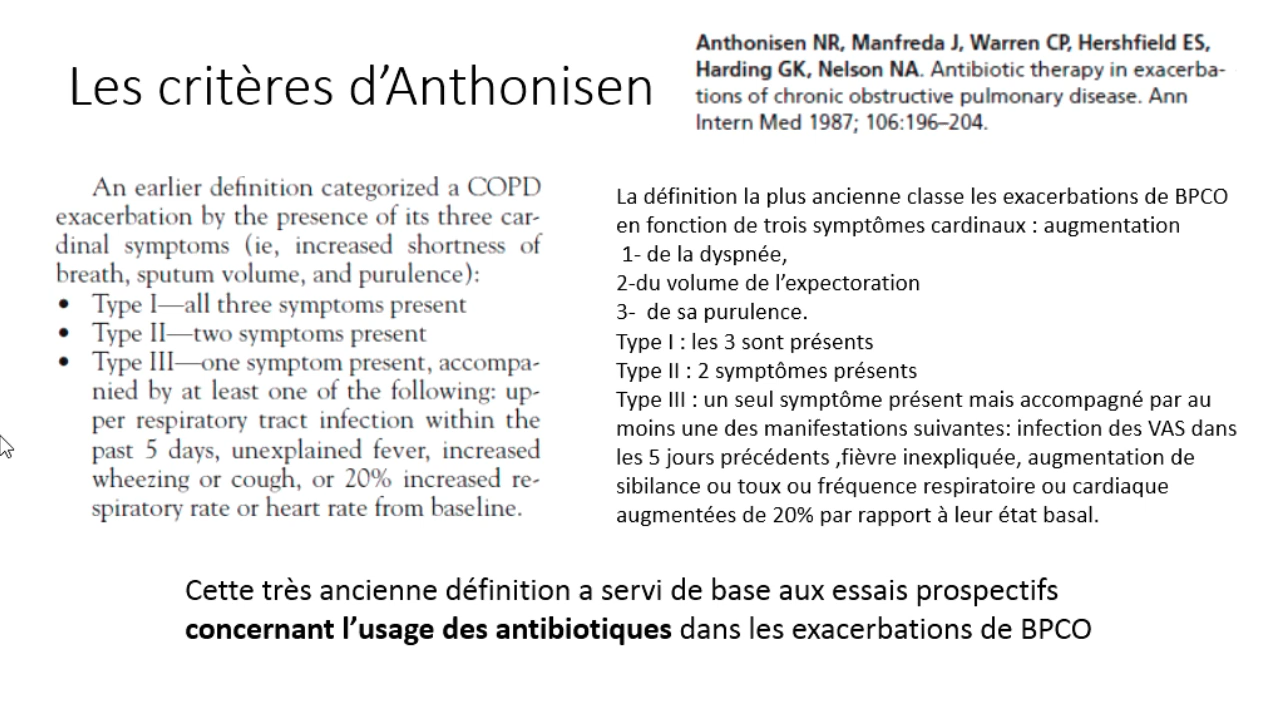 Les critères d’Anthonisen
Anthonisen NR, Manfreda J, Warren CP, Hershfield ES,
Harding GK, Nelson NA. Antibiotic therapy in exacerba-
tions of chronic obstructive pulmonary disease. Ann
Intern Med 1987; 106:196–204.
An earlier definition categorized a COPD
exacerbation by the presence of its three car-
dinal symptoms (ie, increased shortness of
breath, sputum volume, and purulence):
• Type I—all three symptoms present
• Type II—two symptoms present
• Type III—one symptom present, accompa-
nied by at least one of the following: up-
per respiratory tract infection within the
past 5 days, unexplained fever, increased
wheezing or cough, or 20% increased re-
spiratory rate or heart rate from baseline.
La définition la plus ancienne classe les exacerbations de BPCO
en fonction de trois symptômes cardinaux : augmentation
1- de la dyspnée,
2-du volume de l’expectoration
3- de sa purulence.
Type I : les 3 sont présents
Type II : 2 symptômes présents
Type III : un seul symptôme présent mais accompagné par au
moins une des manifestations suivantes: infection des VAS dans
les 5 jours précédents ,fièvre inexpliquée, augmentation de
sibilance ou toux ou fréquence respiratoire ou cardiaque
augmentées de 20% par rapport à leur état basal.
Cette très ancienne définition a servi de base aux essais prospectifs
concernant l’usage des antibiotiques dans les exacerbations de BPCO